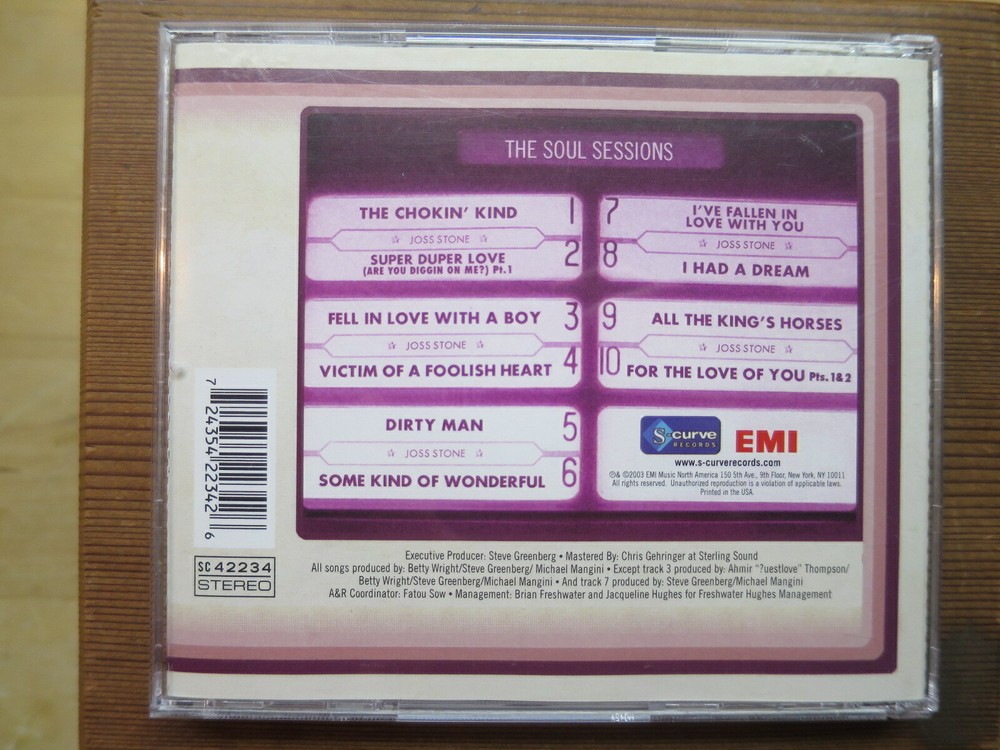 THE SOUL SESSIONS
THE CHOKIN' KIND 1
☆ JOSS STONE ☆
SUPER DUPER LOVE 2
(ARE YOU DIGGIN ON ME?) Pt.1
FELL IN LOVE WITH A BOY 3
☆ JOSS STONE ☆
VICTIM OF A FOOLISH HEART 4
DIRTY MAN 5
☆ JOSS STONE ☆
SOME KIND OF WONDERFUL 6
7 I'VE FALLEN IN
LOVE WITH YOU
☆ JOSS STONE ☆
8 I HAD A DREAM
9 ALL THE KING'S HORSES
☆ JOSS STONE ☆
10 FOR THE LOVE OF YOU Pts. 1&2
S-curve
RECORDS
EMI
www.s-curverecords.com
℗& ©2003 EMI Music North America 150 5th Ave., 9th Floor, New York, NY 10011
All rights reserved. Unauthorized reproduction is a violation of applicable laws.
Printed in the USA.
7 24354 22342 6
SC 42234
STEREO
Executive Producer: Steve Greenberg • Mastered By: Chris Gehringer at Sterling Sound
All songs produced by: Betty Wright/Steve Greenberg/ Michael Mangini • Except track 3 produced by: Ahmir "?uestlove" Thompson/
Betty Wright/Steve Greenberg/Michael Mangini • And track 7 produced by: Steve Greenberg/Michael Mangini
A&R Coordinator: Fatou Sow • Management: Brian Freshwater and Jacqueline Hughes for Freshwater Hughes Management